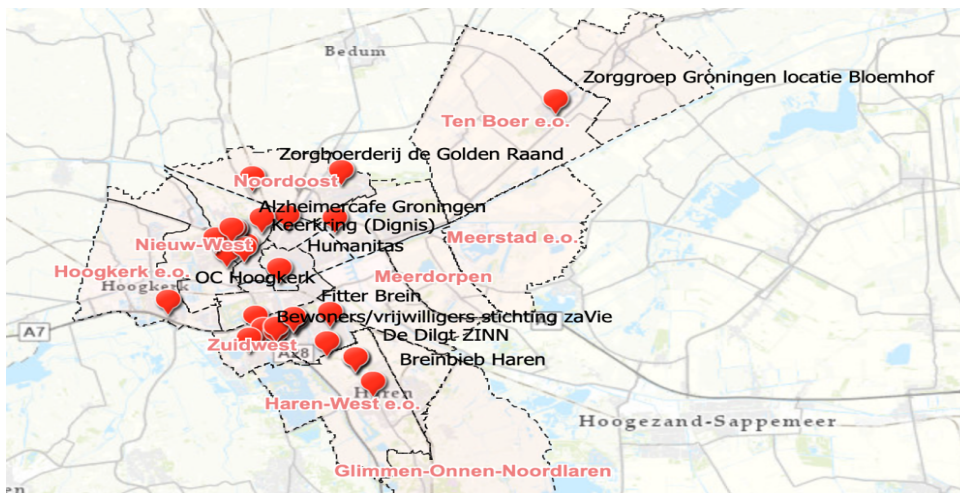 Bedum
Zorggroep Groningen locatie Bloemhof
Ten Boer e.o.
Zorgboerderij de Golden Raand
Noordoost
Alzheimercafe Groningen
Keerkring (Dignis)
Nieuw-West
Humanitas
Meerstad e.o.
Hoogkerk e.o.
OC Hoogkerk
Meerdorpen
Hoogkerk
Fitter Brein
Bewoners/vrijwilligers stichting zaVie
A7
De Dilgt ZINN
Zuidwest
A28
Breinbieb Haren
Haren
Haren-West e.o.
Hoogezand-Sappemeer
Glimmen-Onnen-Noordlaren